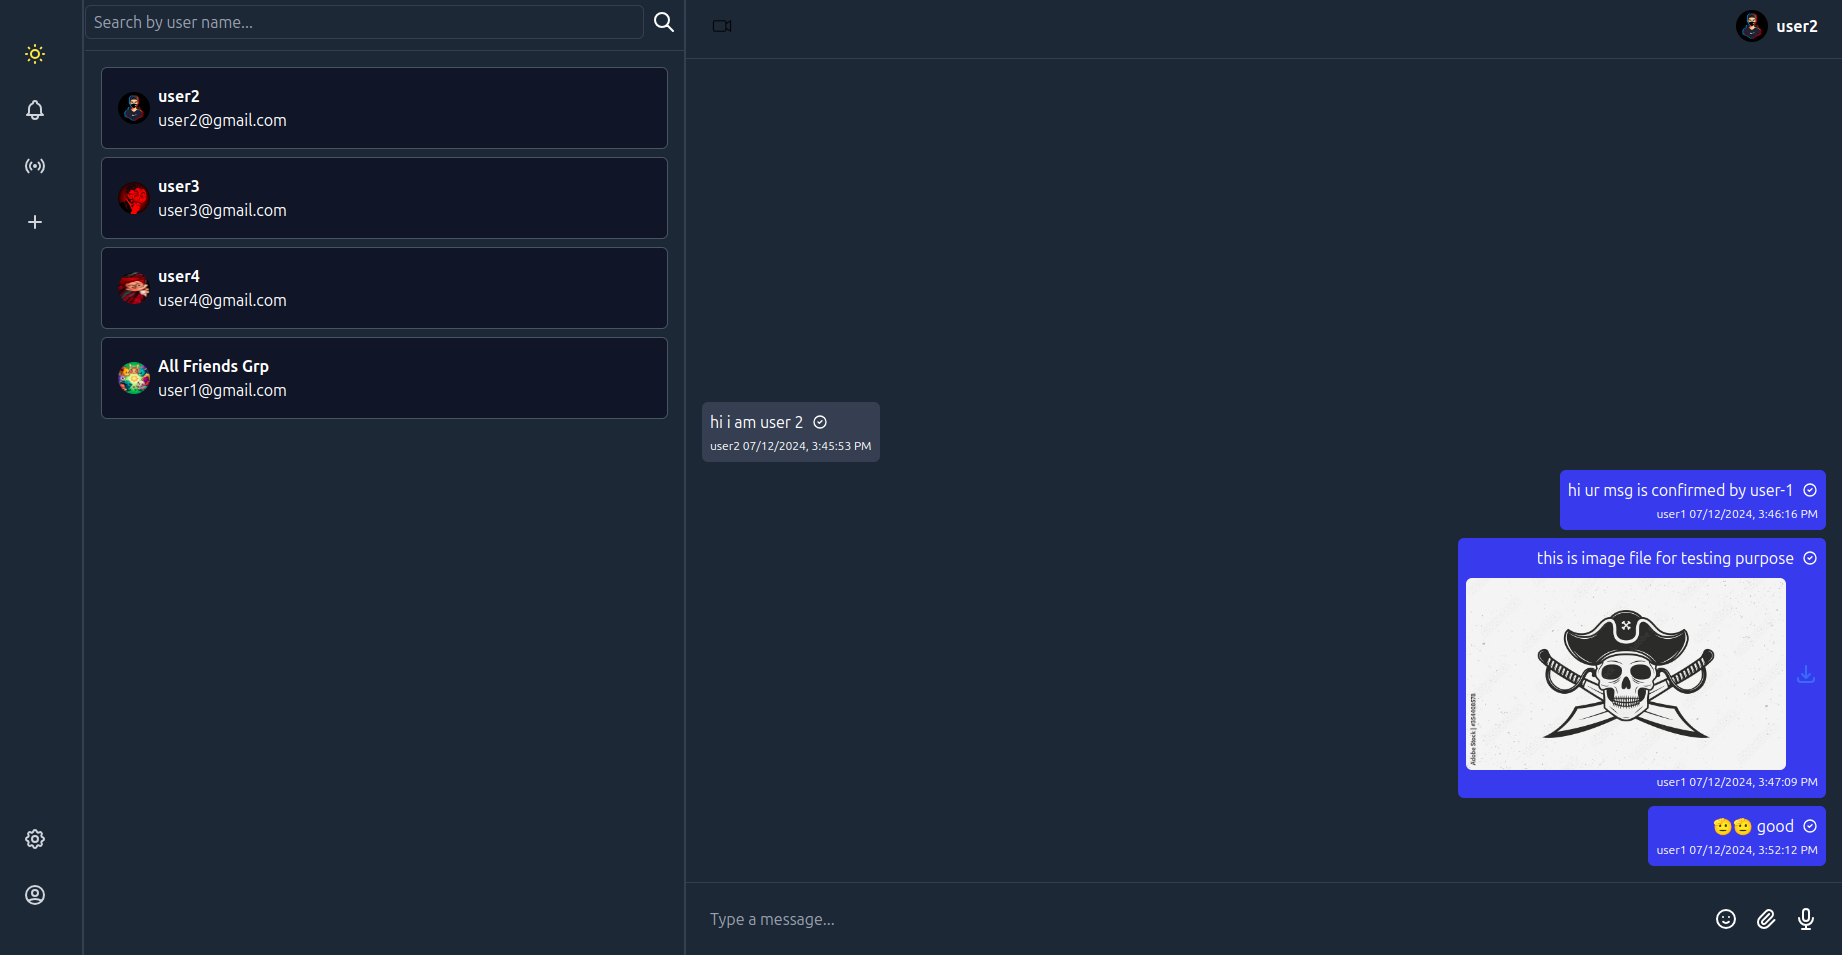 Search by user name...
user2
user2@gmail.com
user3
user3@gmail.com
user4
user4@gmail.com
All Friends Grp
user1@gmail.com
user2
hi i am user 2
user2 07/12/2024, 3:45:53 PM
hi ur msg is confirmed by user-1
user1 07/12/2024, 3:46:16 PM
this is image file for testing purpose
Adobe Stock | #354408578
user1 07/12/2024, 3:47:09 PM
🫡🫡 good
user1 07/12/2024, 3:52:12 PM
Type a message...